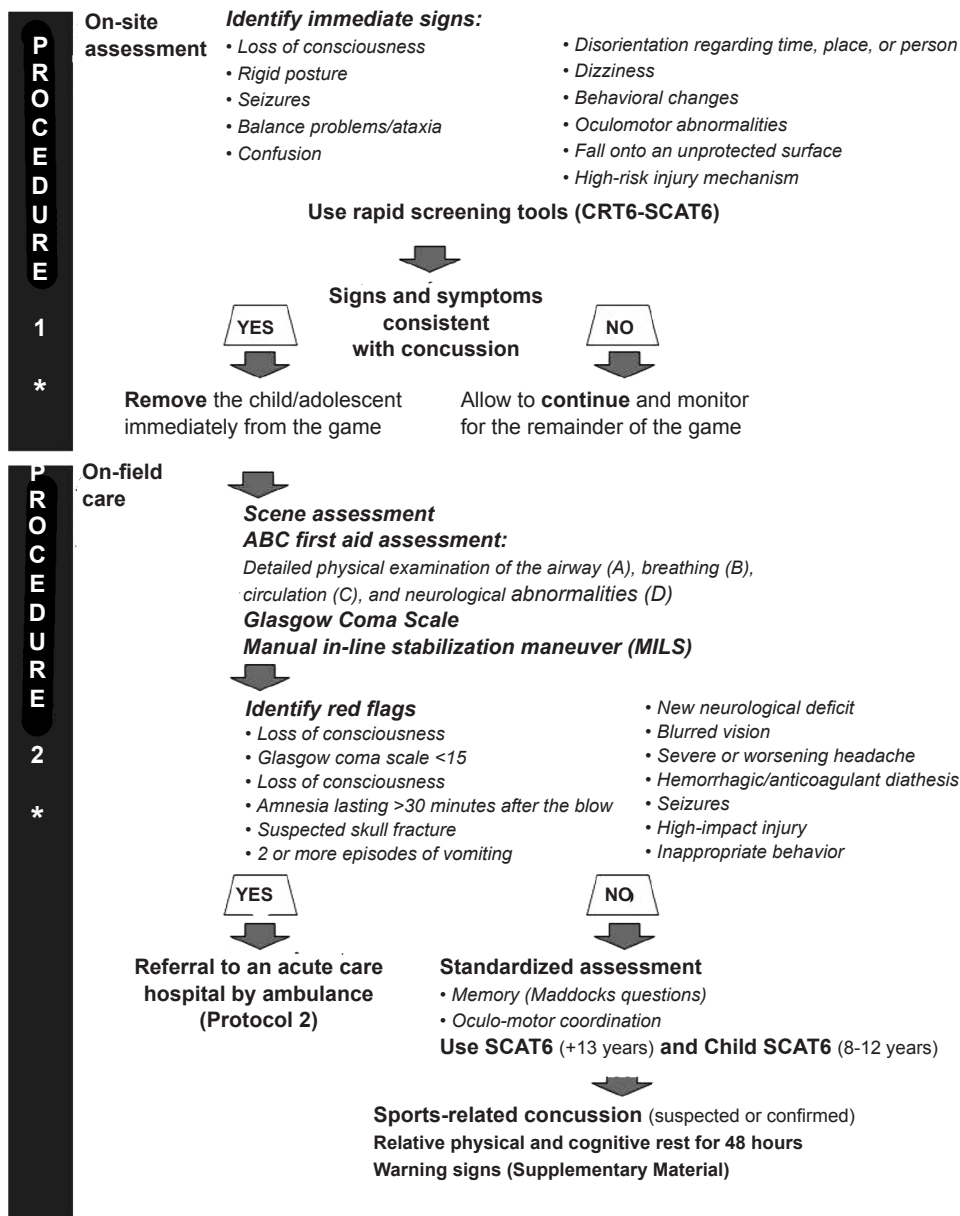 PROCEDURE
1
*
On-site
assessment
Identify immediate signs:
• Loss of consciousness
• Rigid posture
• Seizures
• Balance problems/ataxia
• Confusion
• Disorientation regarding time, place, or person
• Dizziness
• Behavioral changes
• Oculomotor abnormalities
• Fall onto an unprotected surface
• High-risk injury mechanism
Use rapid screening tools (CRT6-SCAT6)
Signs and symptoms
consistent
with concussion
YES
NO
Remove the child/adolescent
immediately from the game
Allow to continue and monitor
for the remainder of the game
PROCEDURE
2
*
On-field
care
Scene assessment
ABC first aid assessment:
Detailed physical examination of the airway (A), breathing (B),
circulation (C), and neurological abnormalities (D)
Glasgow Coma Scale
Manual in-line stabilization maneuver (MILS)
Identify red flags
• Loss of consciousness
• Glasgow coma scale <15
• Loss of consciousness
• Amnesia lasting >30 minutes after the blow
• Suspected skull fracture
• 2 or more episodes of vomiting
• New neurological deficit
• Blurred vision
• Severe or worsening headache
• Hemorrhagic/anticoagulant diathesis
• Seizures
• High-impact injury
• Inappropriate behavior
YES
NO
Referral to an acute care
hospital by ambulance
(Protocol 2)
Standardized assessment
• Memory (Maddocks questions)
• Oculo-motor coordination
Use SCAT6 (+13 years) and Child SCAT6 (8-12 years)
Sports-related concussion (suspected or confirmed)
Relative physical and cognitive rest for 48 hours
Warning signs (Supplementary Material)